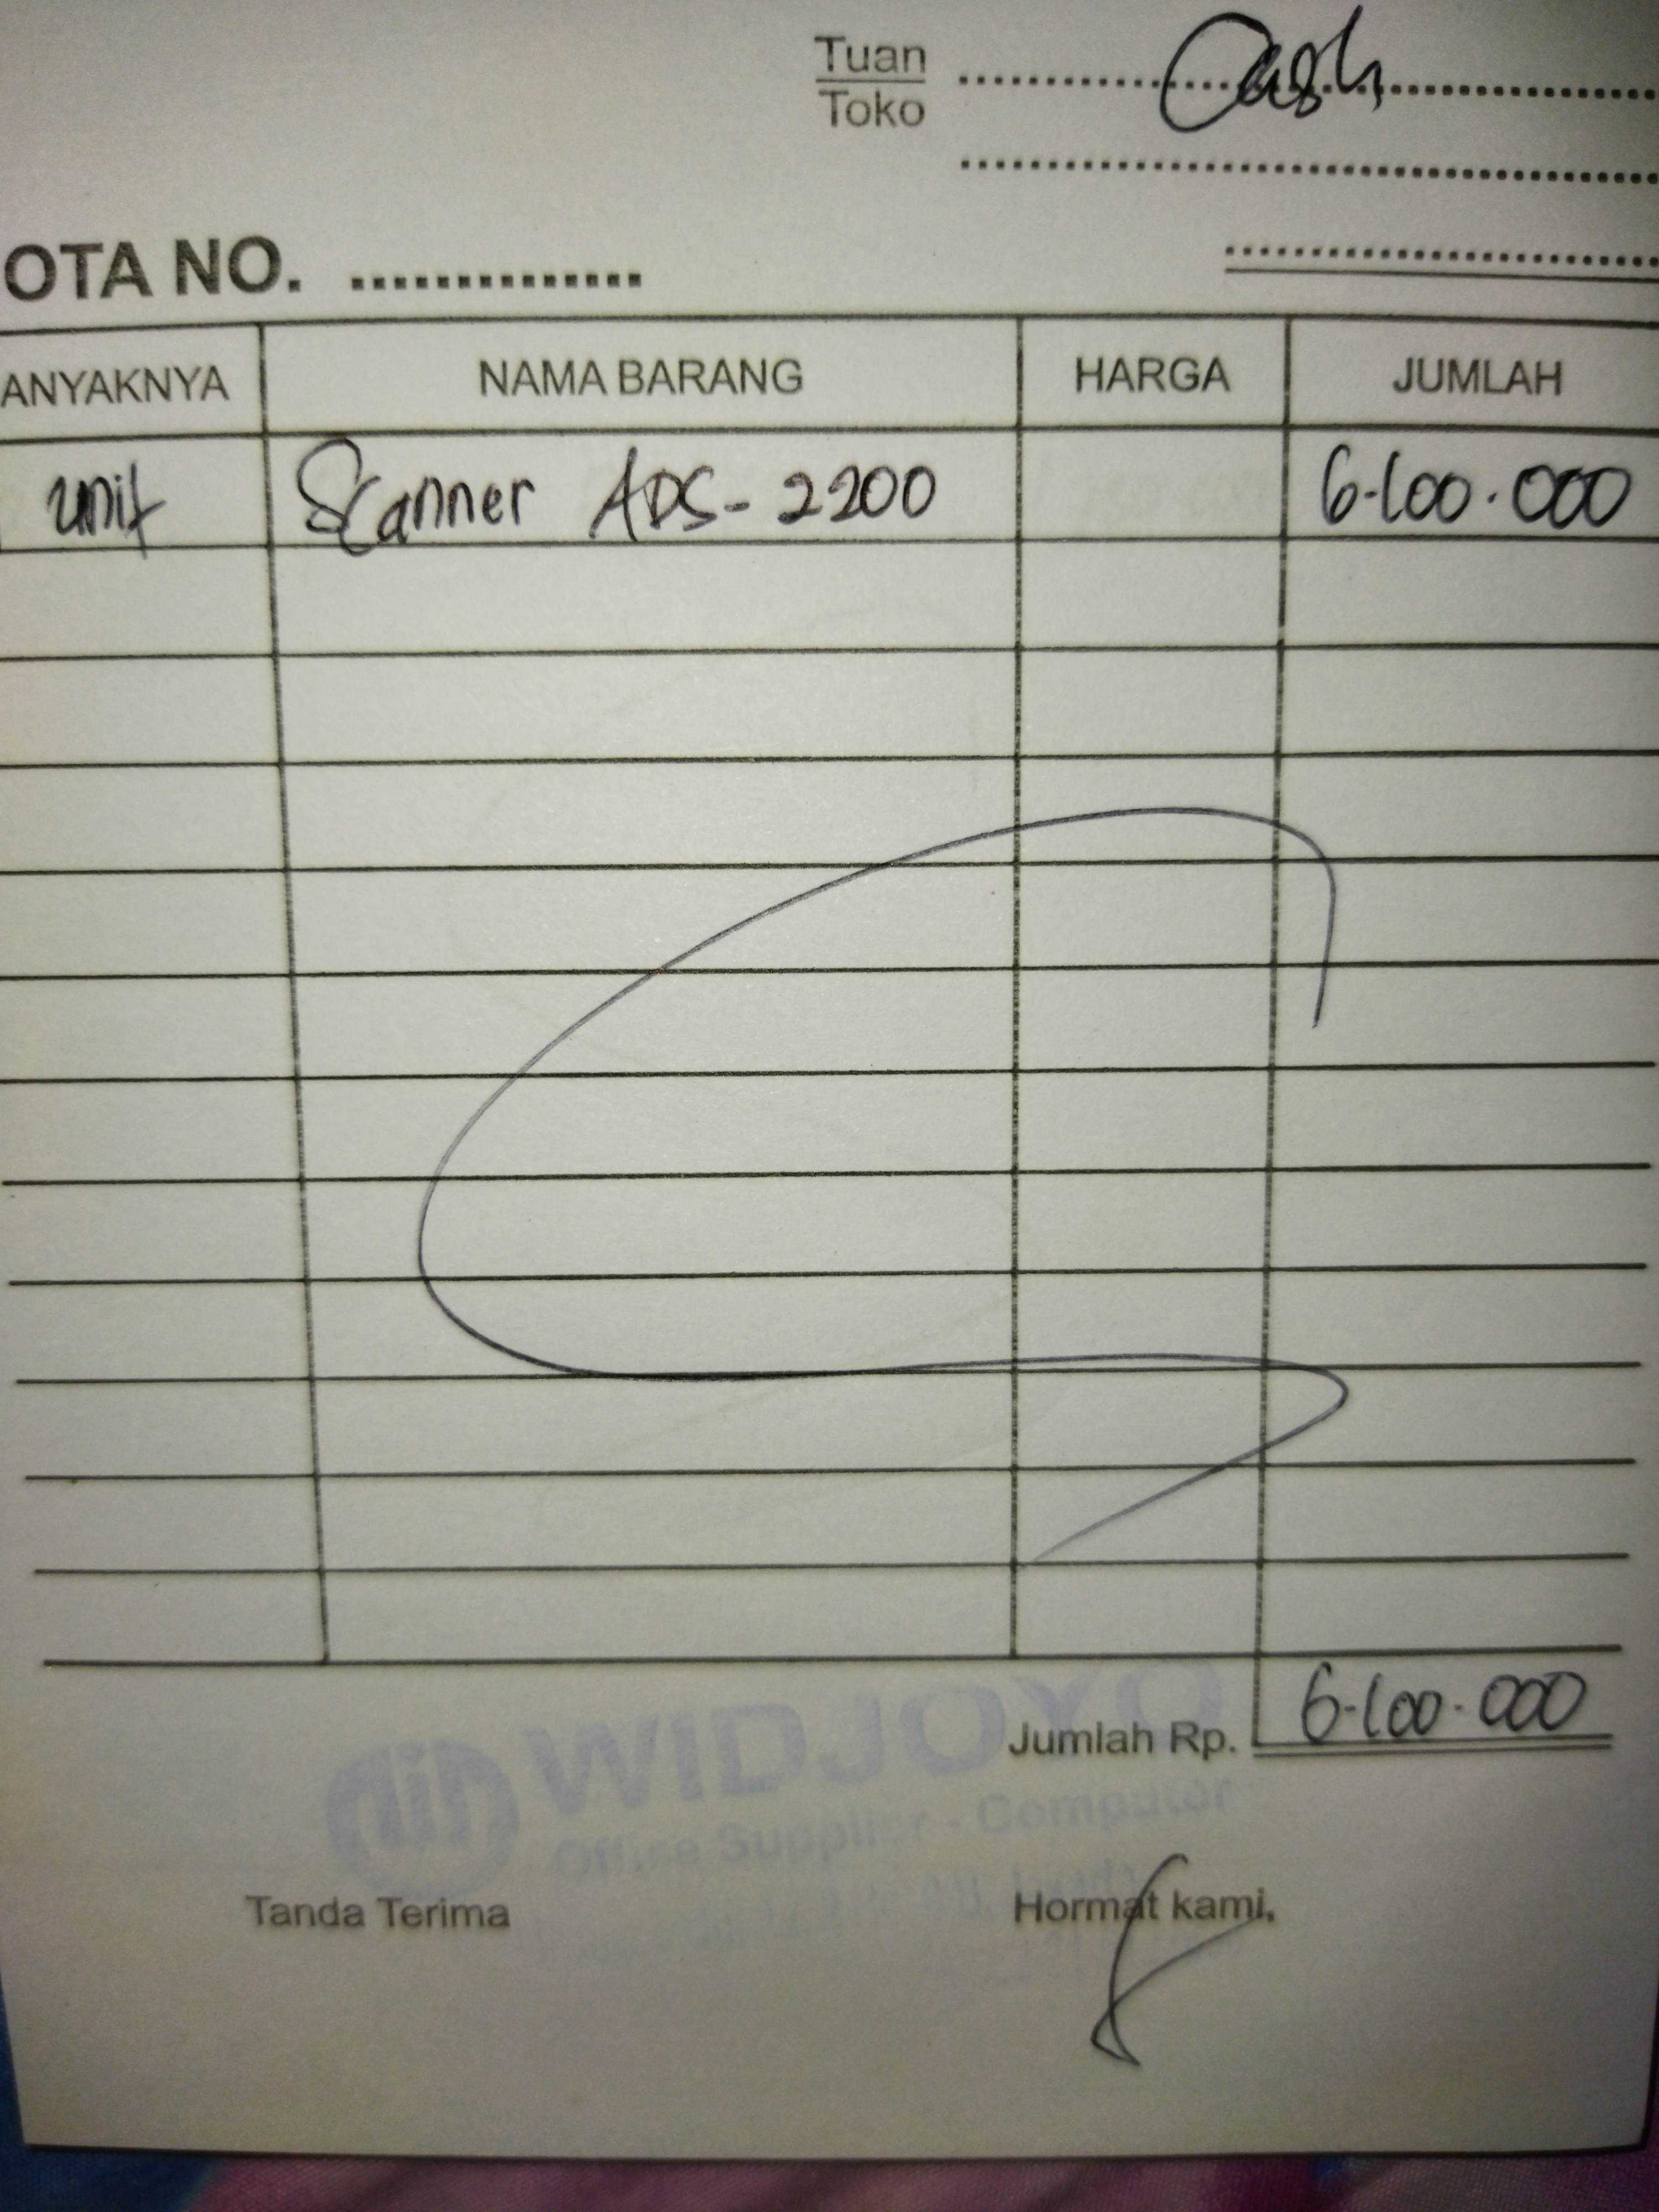 Tuan Cash
Toko
OTA NO. ..............
ANYAKNYA NAMA BARANG HARGA JUMLAH
unit Scanner ADS-2200 6.100.000
Jumlah Rp. 6.100.000
WIDJOYO
Office Supplier - Computer
Tanda Terima Hormat kami,